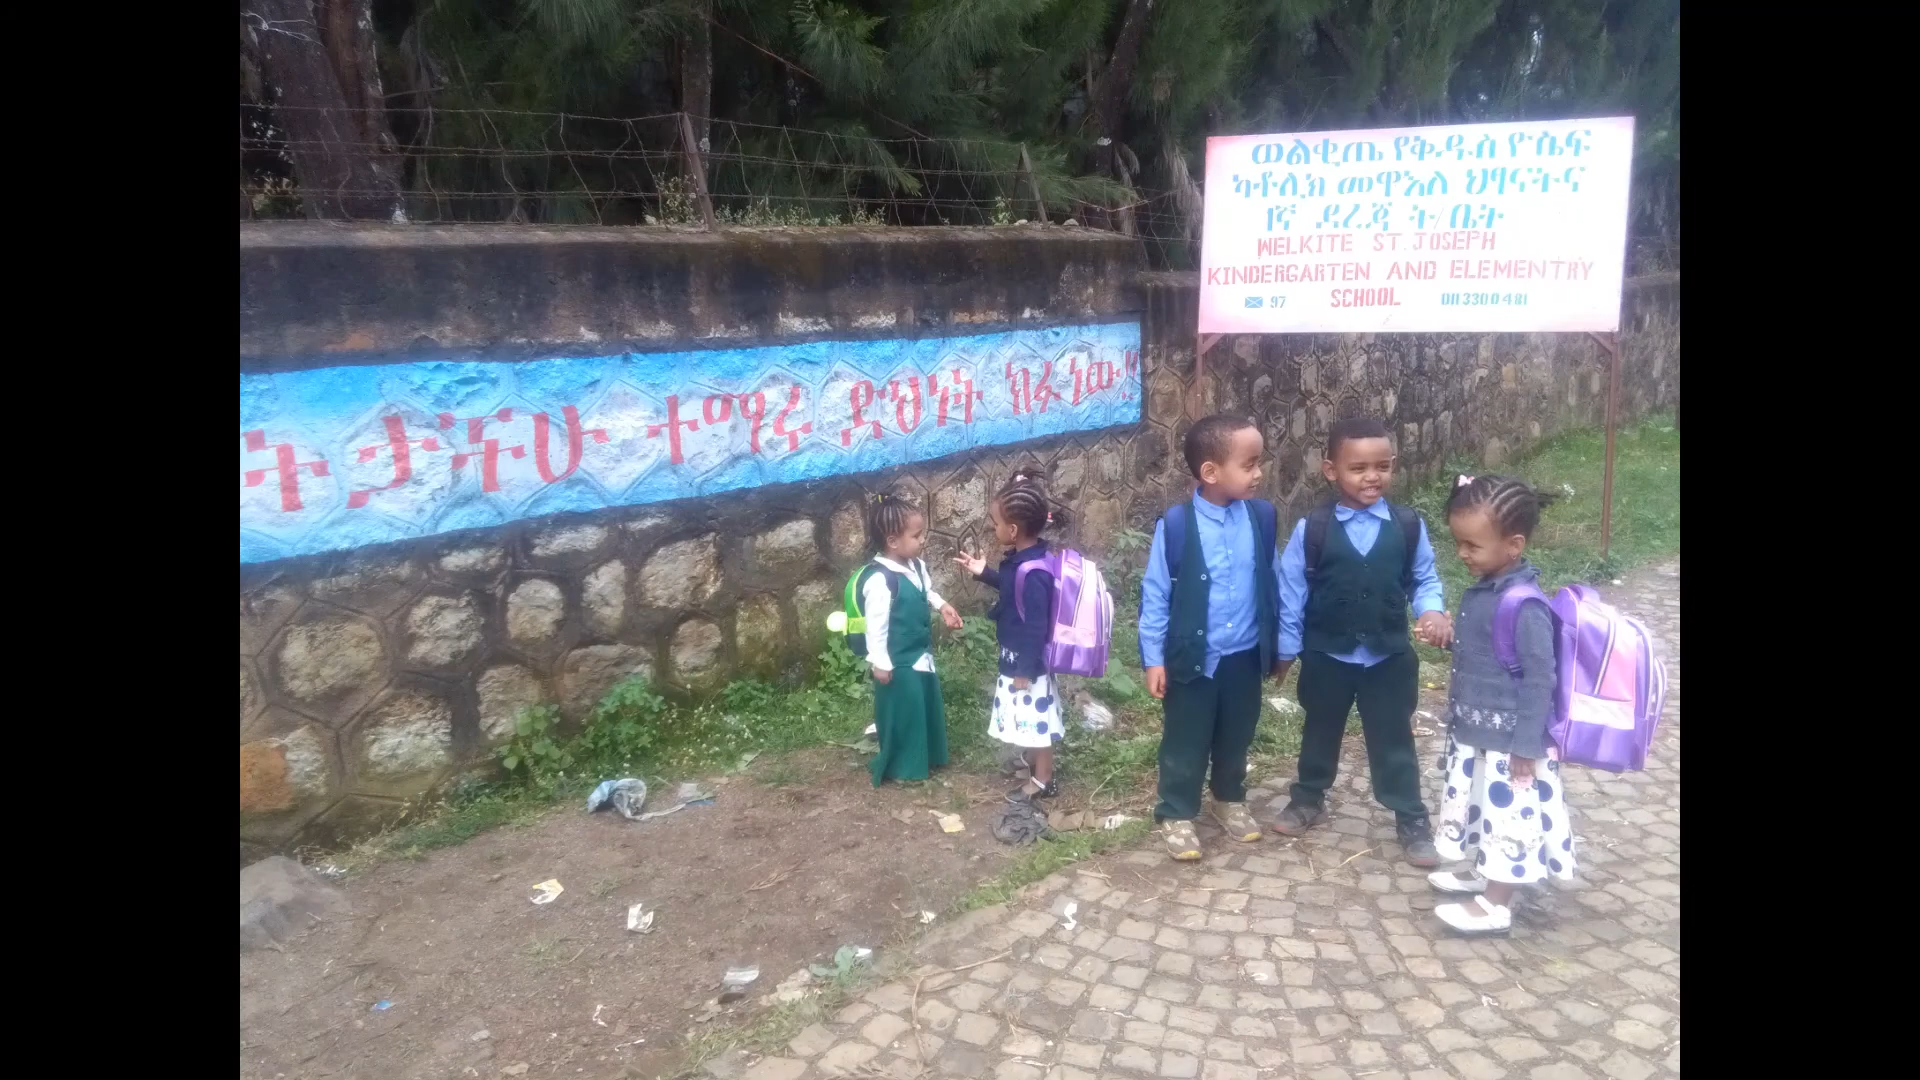 ት ታችሁ ተማሩ ድህነት ክፉ ነው!!
ወልቂጤ የቅዱስ ዮሴፍ
ካቶሊክ መዋእለ ህፃናትና
1ኛ ደረጃ ት/ቤት
WELKITE ST.JOSEPH
KINDERGARTEN AND ELEMENTRY
97 SCHOOL 0113300481